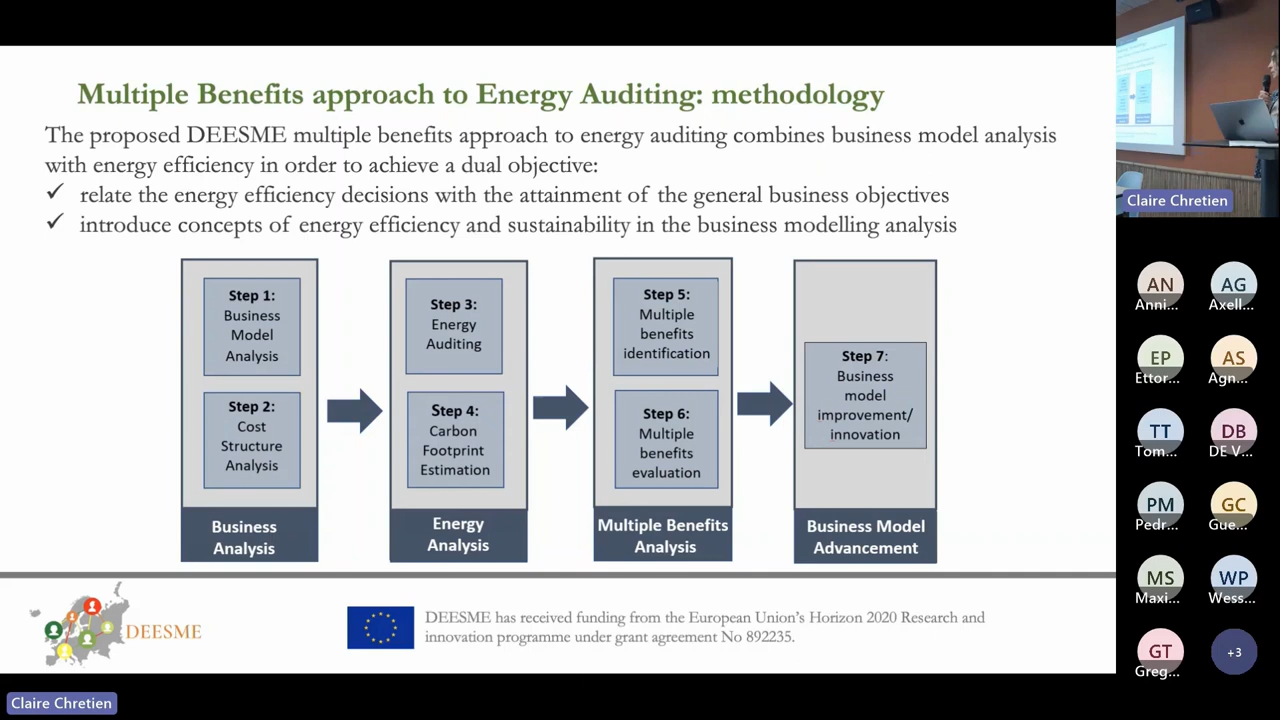 Multiple Benefits approach to Energy Auditing: methodology
The proposed DEESME multiple benefits approach to energy auditing combines business model analysis
with energy efficiency in order to achieve a dual objective:
✓ relate the energy efficiency decisions with the attainment of the general business objectives
✓ introduce concepts of energy efficiency and sustainability in the business modelling analysis
Step 1:
Business
Model
Analysis
Step 2:
Cost
Structure
Analysis
Business
Analysis
Step 3:
Energy
Auditing
Step 4:
Carbon
Footprint
Estimation
Energy
Analysis
Step 5:
Multiple
benefits
identification
Step 6:
Multiple
benefits
evaluation
Multiple Benefits
Analysis
Step 7:
Business
model
improvement/
innovation
Business Model
Advancement
DEESME
DEESME has received funding from the European Union's Horizon 2020 Research and
innovation programme under grant agreement No 892235.
Claire Chretien
Claire Chretien
AN
Anni...
AG
Axell...
EP
Ettor...
AS
Agn...
TT
Tom...
DB
DE V...
PM
Pedr...
GC
Gue...
MS
Maxi...
WP
Wess...
GT
Greg...
+3